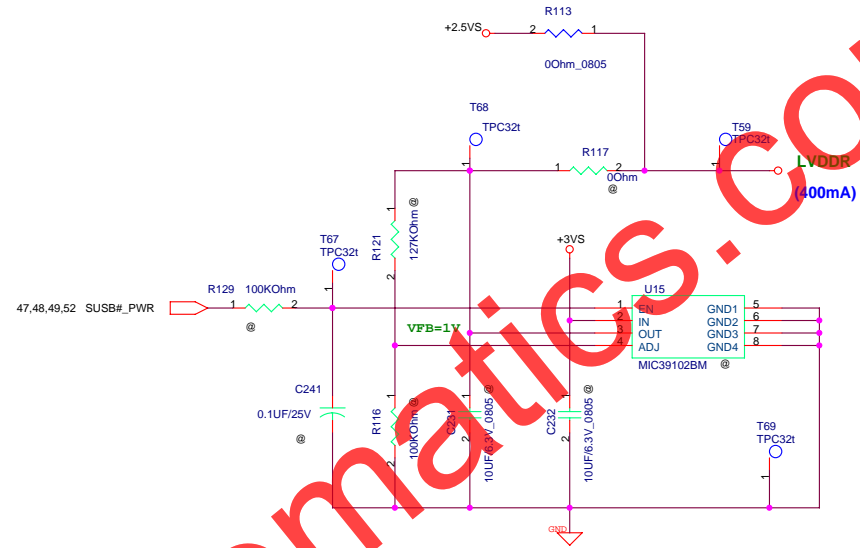 R113
+2.5VS
2
1
0Ohm_0805
T68
TPC32t
1
T59
TPC32t
1
R117
1
2
0Ohm
@
LVDDR
(400mA)
1
R121
127KOhm @
2
T67
TPC32t
1
+3VS
R129 100KOhm
47,48,49,52 SUSB#_PWR
1
2
@
U15
1 EN GND1 5
2 IN GND2 6
3 OUT GND3 7
4 ADJ GND4 8
MIC39102BM @
VFB=1V
C241
0.1UF/25V
@
1
R116
100KOhm @
2
1
C231
10UF/6.3V_0805 @
2
1
C232
10UF/6.3V_0805 @
2
T69
TPC32t
1
GND
matics.co